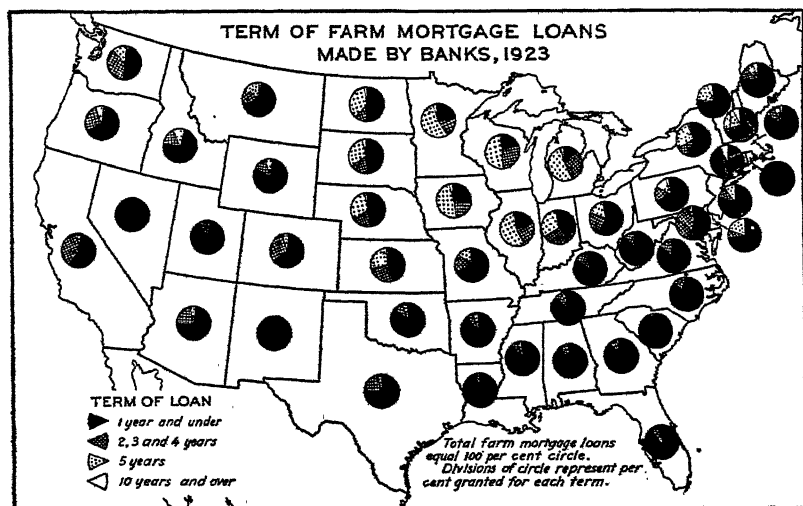 TERM OF FARM MORTGAGE LOANS
MADE BY BANKS, 1923
TERM OF LOAN
1 year and under
2, 3 and 4 years
5 years
10 years and over
Total farm mortgage loans
equal 100 per cent circle.
Divisions of circle represent per
cent granted for each term.